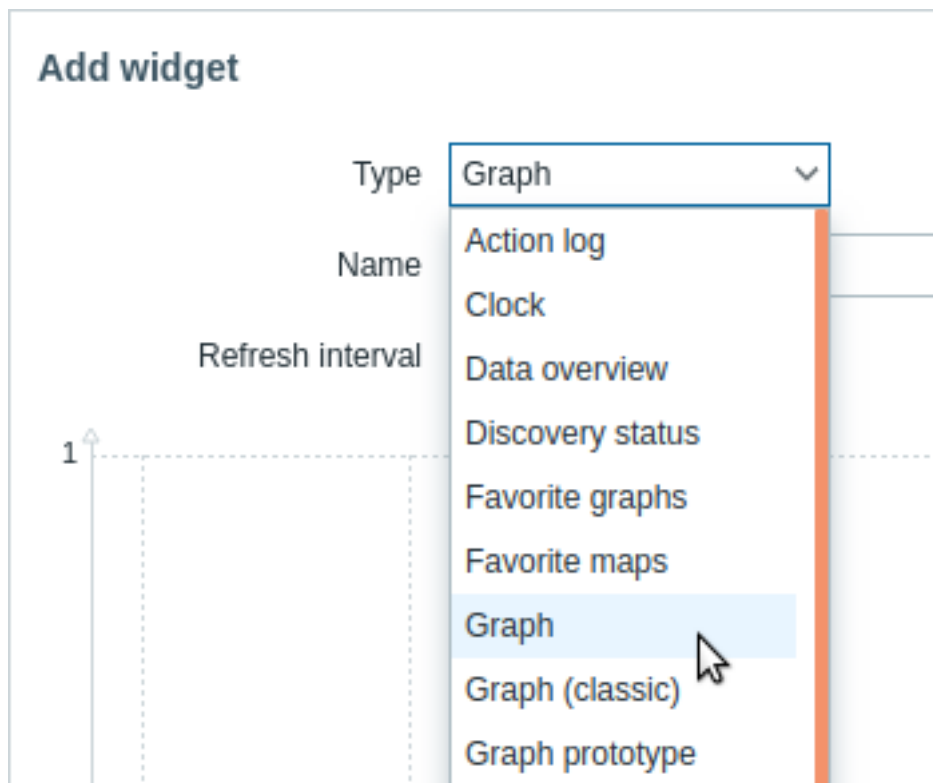 Add widget
Type Graph
Action log
Name
Clock
Refresh interval
Data overview
Discovery status
1
Favorite graphs
Favorite maps
Graph
Graph (classic)
Graph prototype